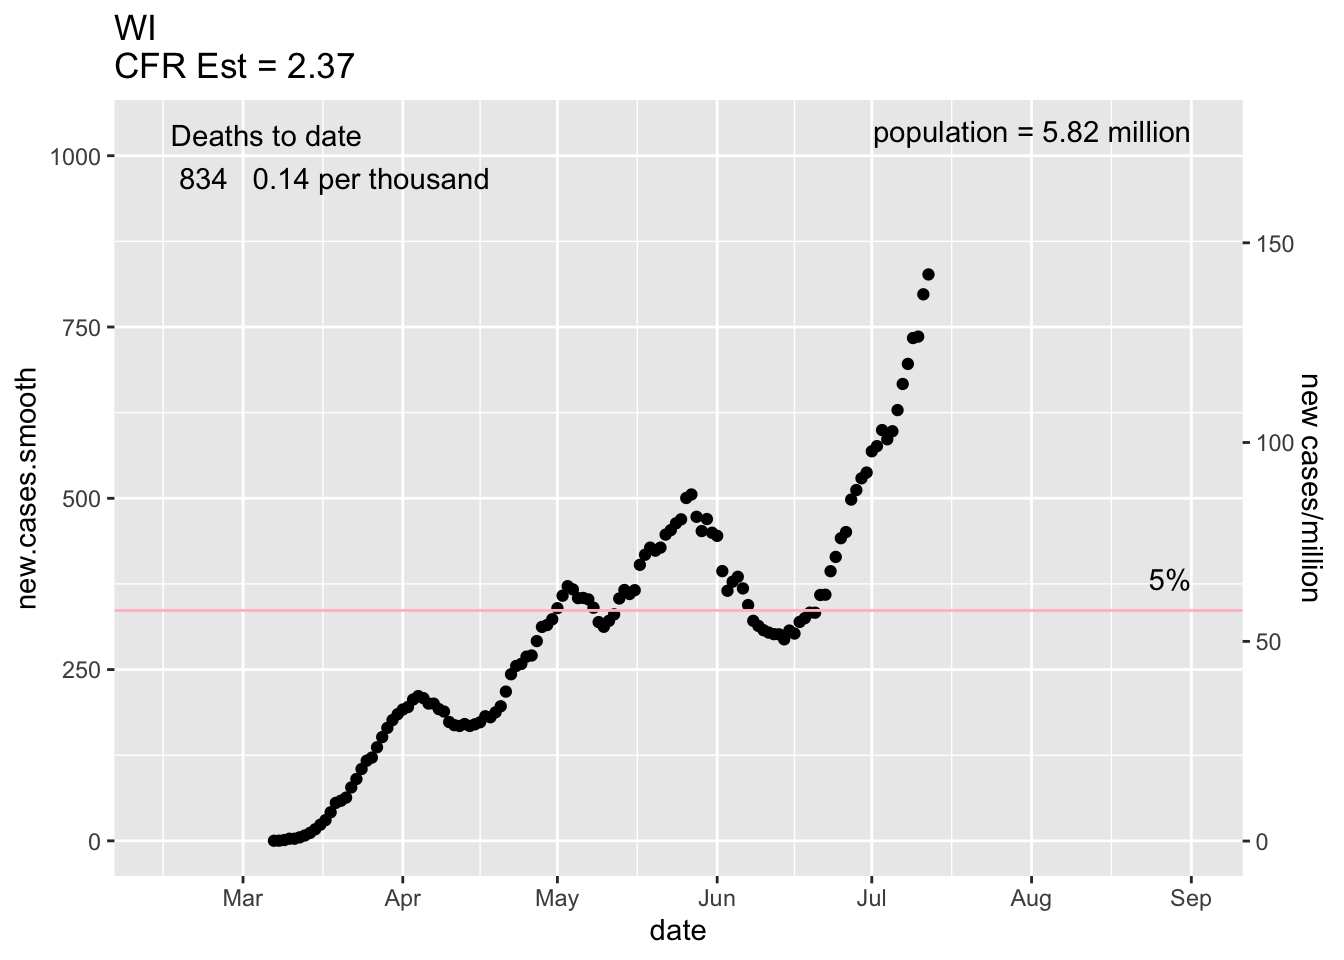 WI
CFR Est = 2.37
Deaths to date
834 0.14 per thousand
population = 5.82 million
1000
750
500
250
0
new.cases.smooth
150
100
50
0
new cases/million
5%
Mar Apr May Jun Jul Aug Sep
date